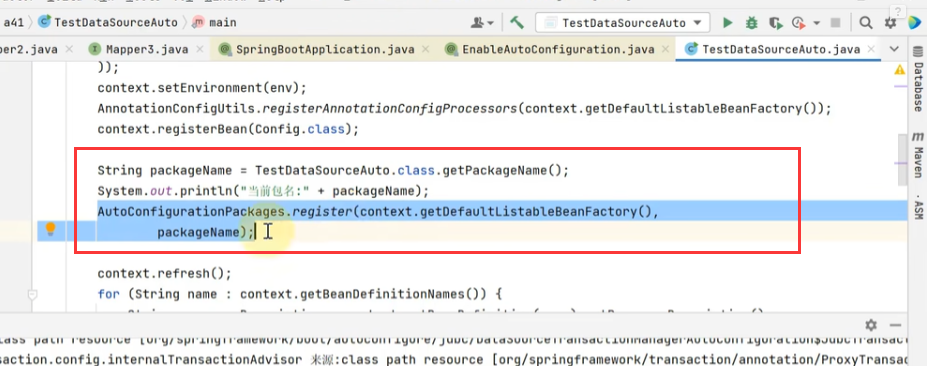 a41 TestDataSourceAuto main TestDataSourceAuto
per2.java Mapper3.java SpringBootApplication.java EnableAutoConfiguration.java TestDataSourceAuto.java
));
context.setEnvironment(env);
AnnotationConfigUtils.registerAnnotationConfigProcessors(context.getDefaultListableBeanFactory());
context.registerBean(Config.class);
String packageName = TestDataSourceAuto.class.getPackageName();
System.out.println("当前包名:" + packageName);
AutoConfigurationPackages.register(context.getDefaultListableBeanFactory(),
packageName);
context.refresh();
for (String name : context.getBeanDefinitionNames()) {
lass path resource [org/springframework/boot/autoconfigure/jdbc/DataSourceTransactionManagerAutoConfiguration$JdbcTransact
saction.config.internalTransactionAdvisor 来源:class path resource [org/springframework/transaction/annotation/ProxyTransac
Database
Maven
ASM